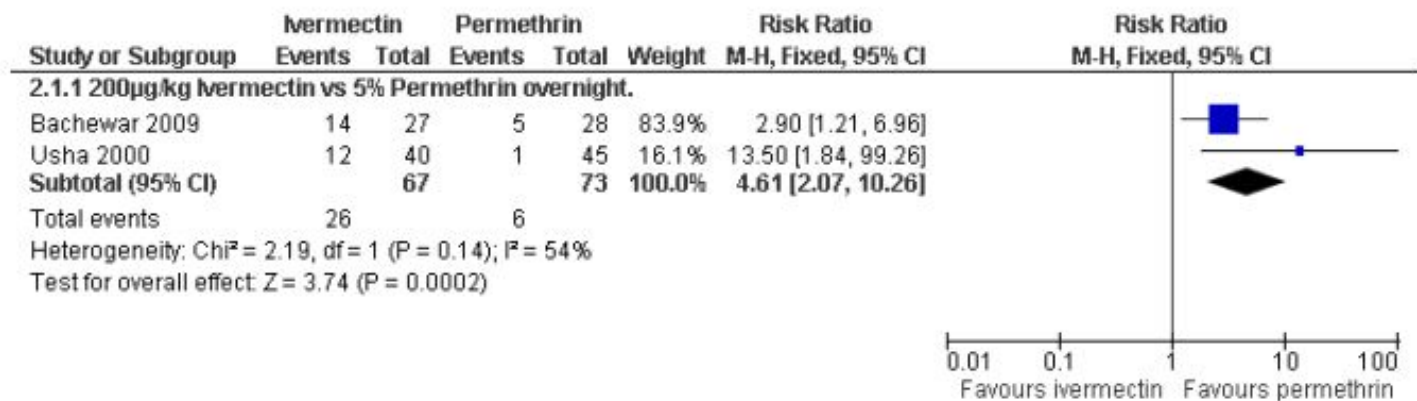 Ivermectin Permethrin Risk Ratio Risk Ratio
Study or Subgroup Events Total Events Total Weight M-H, Fixed, 95% CI M-H, Fixed, 95% CI
2.1.1 200µg/kg Ivermectin vs 5% Permethrin overnight.
Bachewar 2009 14 27 5 28 83.9% 2.90 [1.21, 6.96]
Usha 2000 12 40 1 45 16.1% 13.50 [1.84, 99.26]
Subtotal (95% CI) 67 73 100.0% 4.61 [2.07, 10.26]
Total events 26 6
Heterogeneity: Chi² = 2.19, df = 1 (P = 0.14); I² = 54%
Test for overall effect: Z = 3.74 (P = 0.0002)
0.01 0.1 1 10 100
Favours ivermectin Favours permethrin